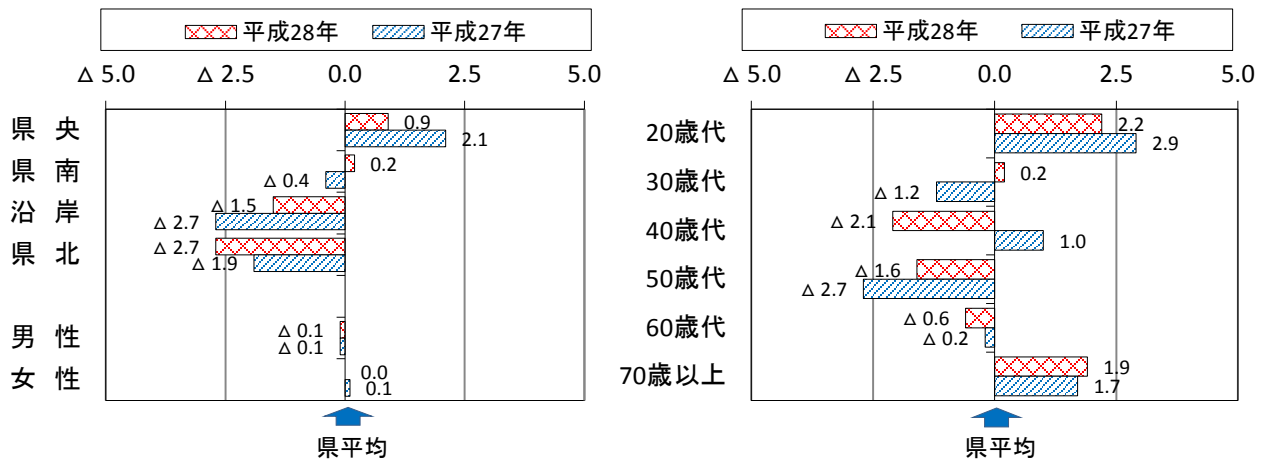 平成28年 平成27年
△ 5.0 △ 2.5 0.0 2.5 5.0
県 央 0.9
2.1
県 南 0.2
△ 0.4
沿 岸 △ 1.5
△ 2.7
県 北 △ 2.7
△ 1.9
男 性 △ 0.1
△ 0.1
女 性 0.0
0.1
県平均
平成28年 平成27年
△ 5.0 △ 2.5 0.0 2.5 5.0
20歳代 2.2
2.9
30歳代 0.2
△ 1.2
40歳代 △ 2.1
1.0
50歳代 △ 1.6
△ 2.7
60歳代 △ 0.6
△ 0.2
70歳以上 1.9
1.7
県平均